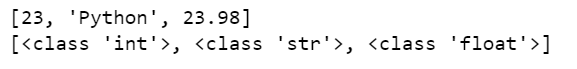 [23, 'Python', 23.98]
[<class 'int'>, <class 'str'>, <class 'float'>]